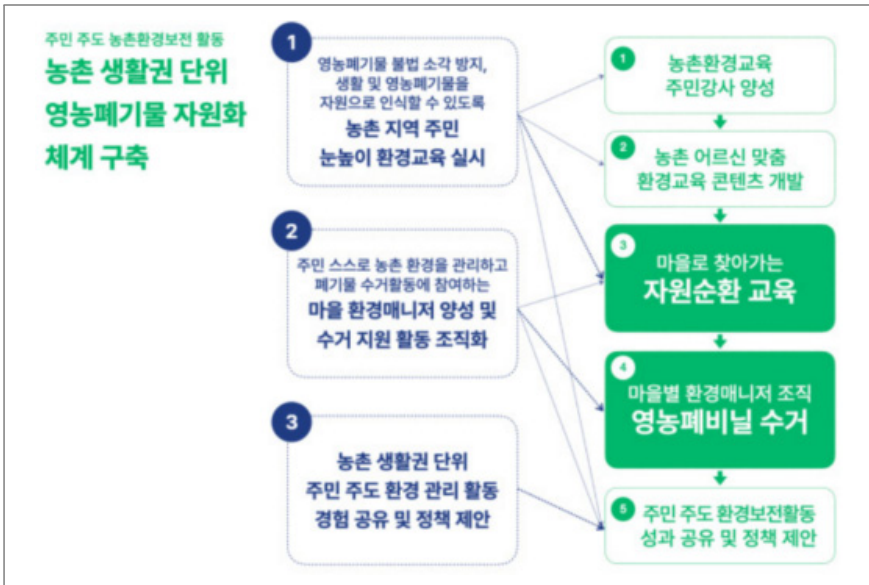 주민 주도 농촌환경보전 활동
농촌 생활권 단위
영농폐기물 자원화
체계 구축
1
영농폐기물 불법 소각 방지,
생활 및 영농폐기물을
자원으로 인식할 수 있도록
농촌 지역 주민
눈높이 환경교육 실시
2
주민 스스로 농촌 환경을 관리하고
폐기물 수거활동에 참여하는
마을 환경매니저 양성 및
수거 지원 활동 조직화
3
농촌 생활권 단위
주민 주도 환경 관리 활동
경험 공유 및 정책 제안
1
농촌환경교육
주민강사 양성
2
농촌 어르신 맞춤
환경교육 콘텐츠 개발
3
마을로 찾아가는
자원순환 교육
4
마을별 환경매니저 조직
영농폐비닐 수거
5
주민 주도 환경보전활동
성과 공유 및 정책 제안